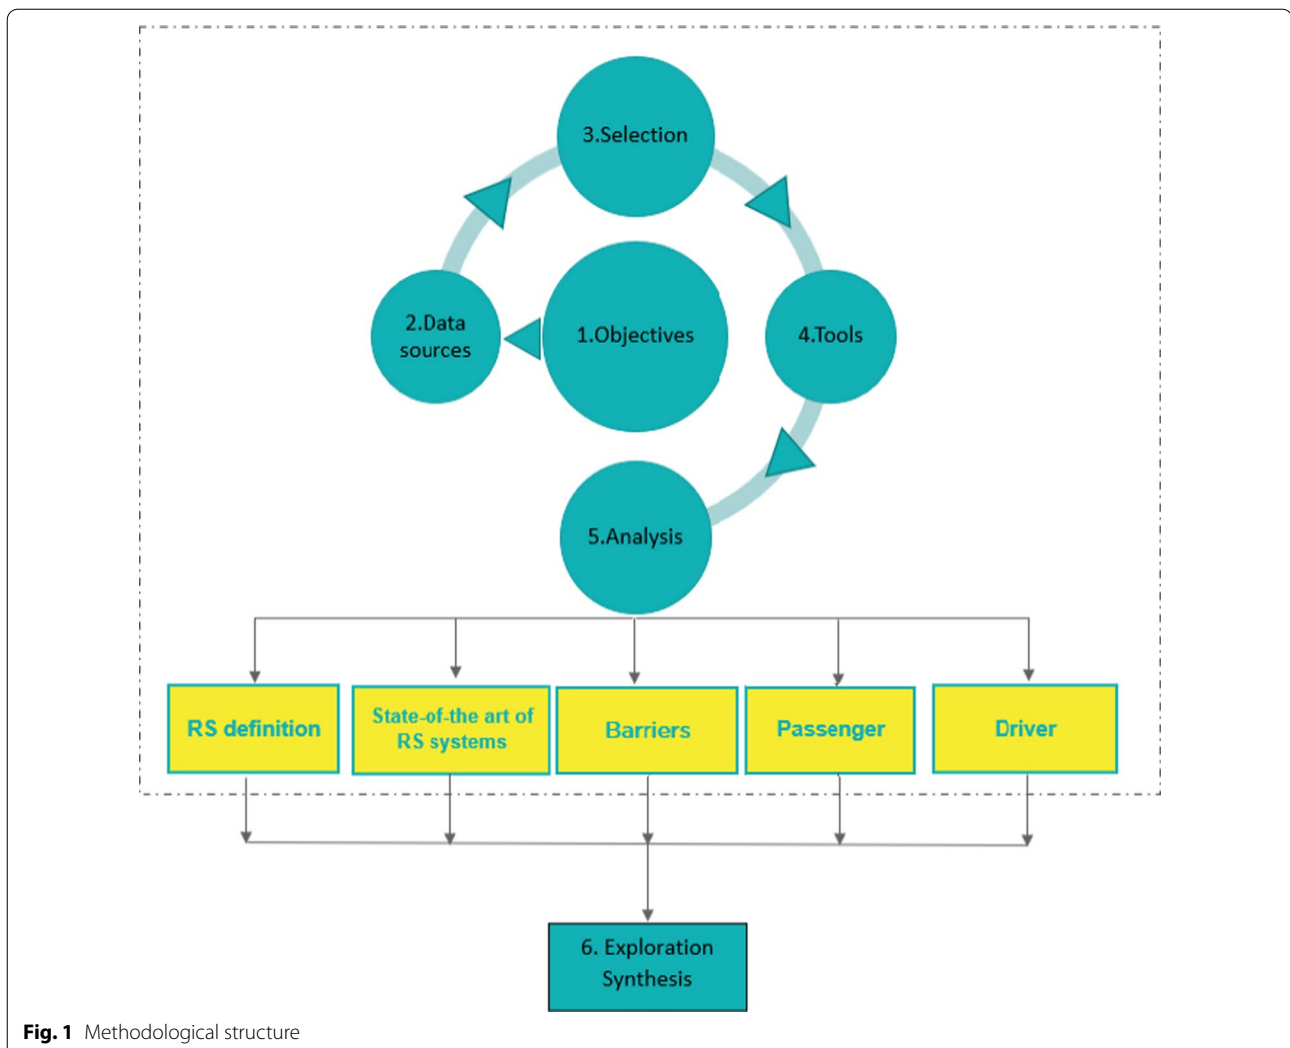 3.Selection
2.Data
sources
1.Objectives
4.Tools
5.Analysis
RS definition
State-of-the art of
RS systems
Barriers
Passenger
Driver
6. Exploration
Synthesis
Fig. 1 Methodological structure